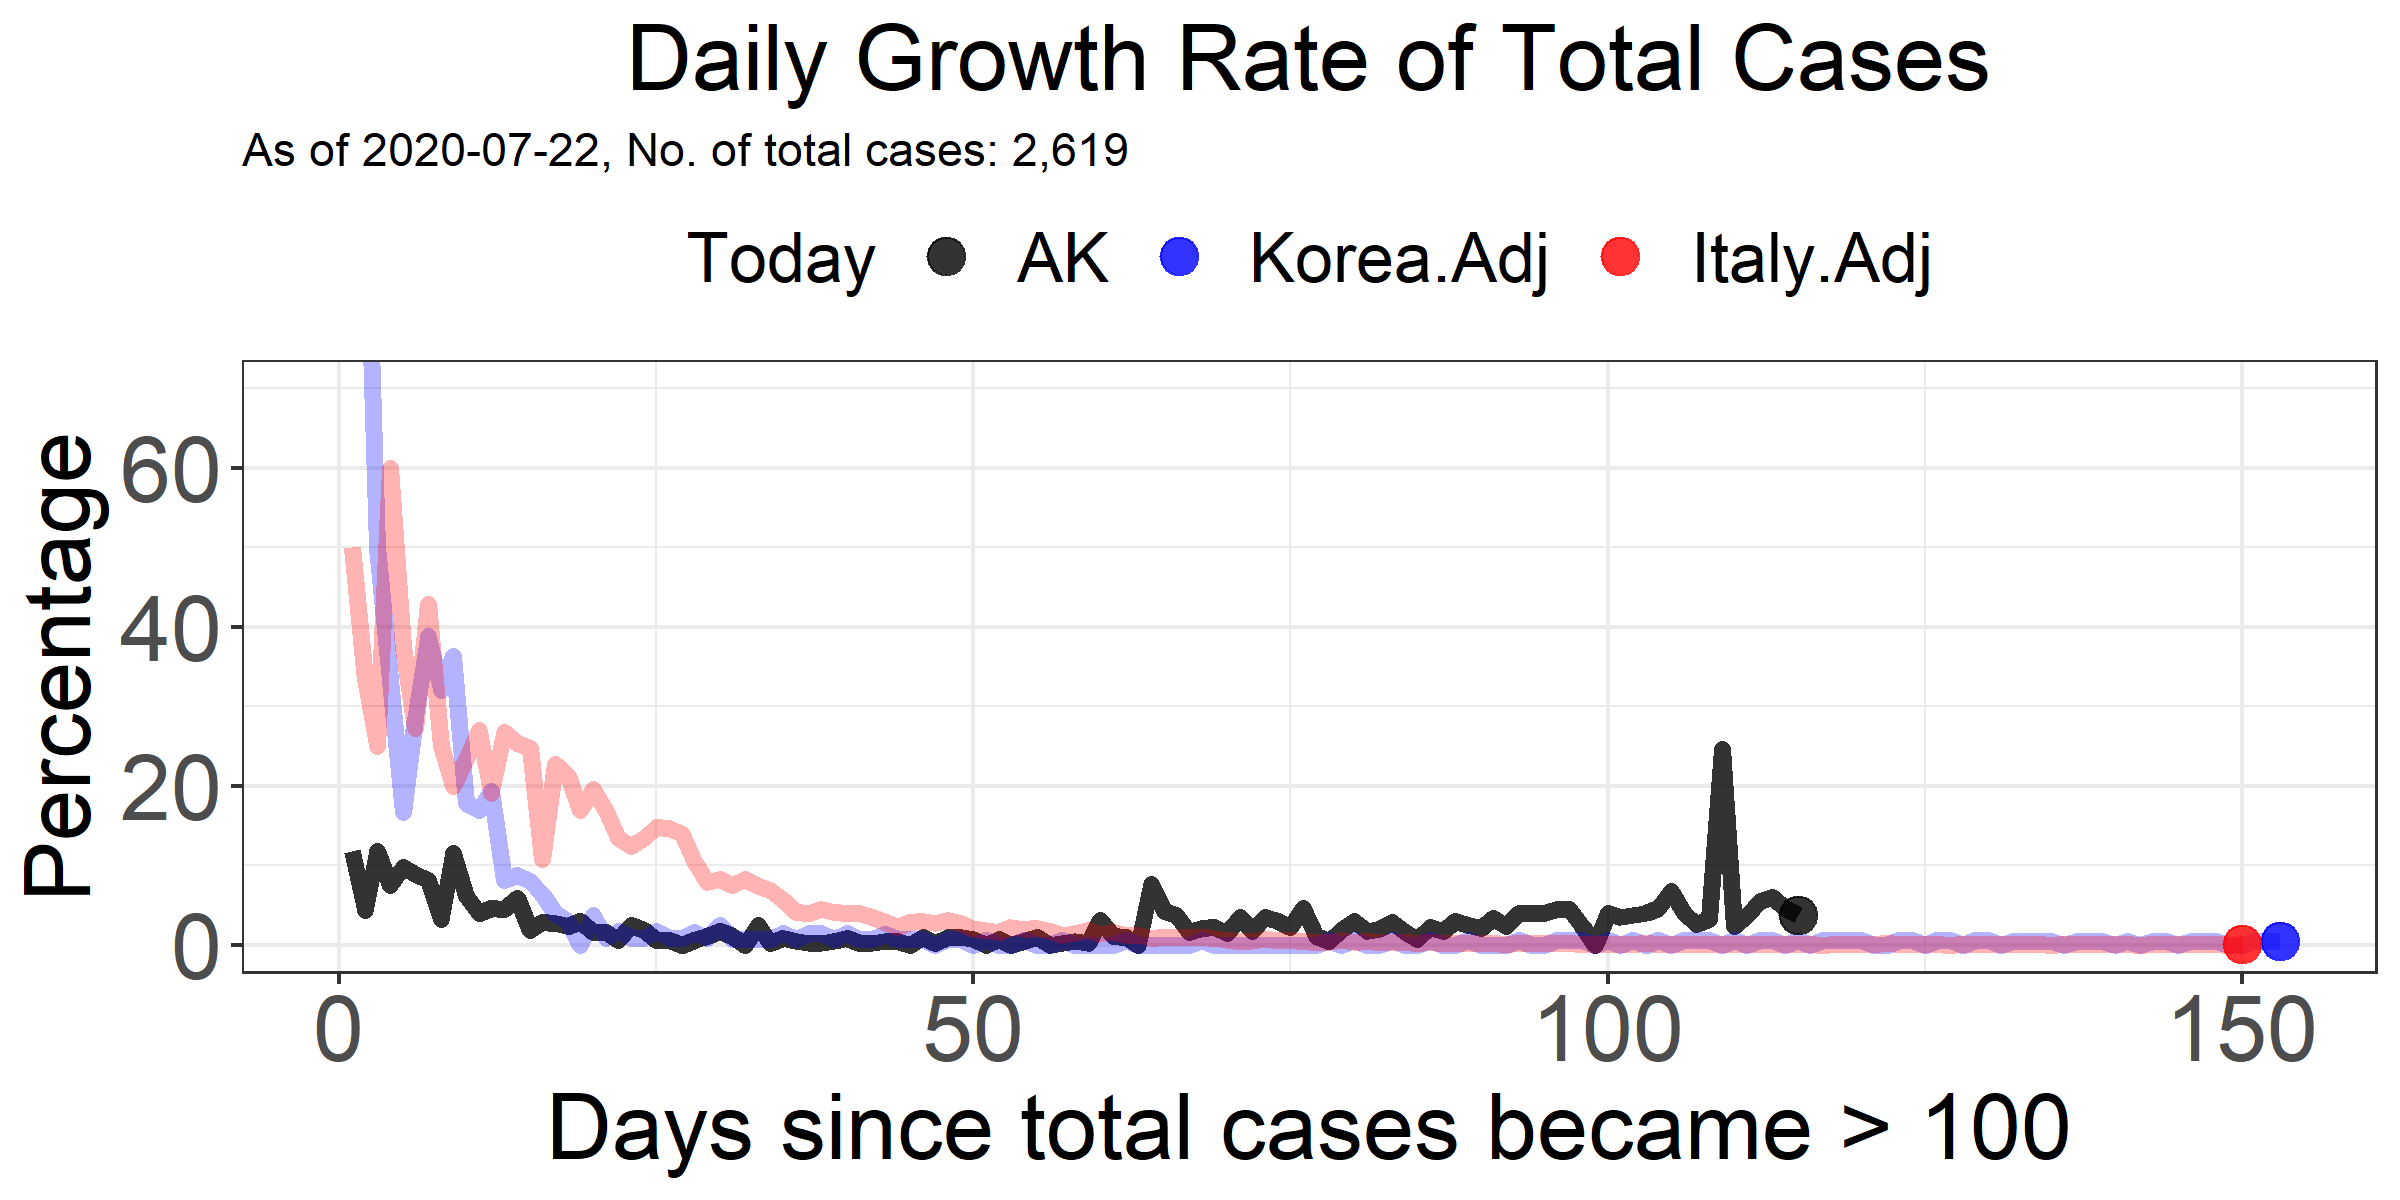 Daily Growth Rate of Total Cases
As of 2020-07-22, No. of total cases: 2,619
Today AK Korea.Adj Italy.Adj
Percentage
60
40
20
0
0 50 100 150
Days since total cases became > 100